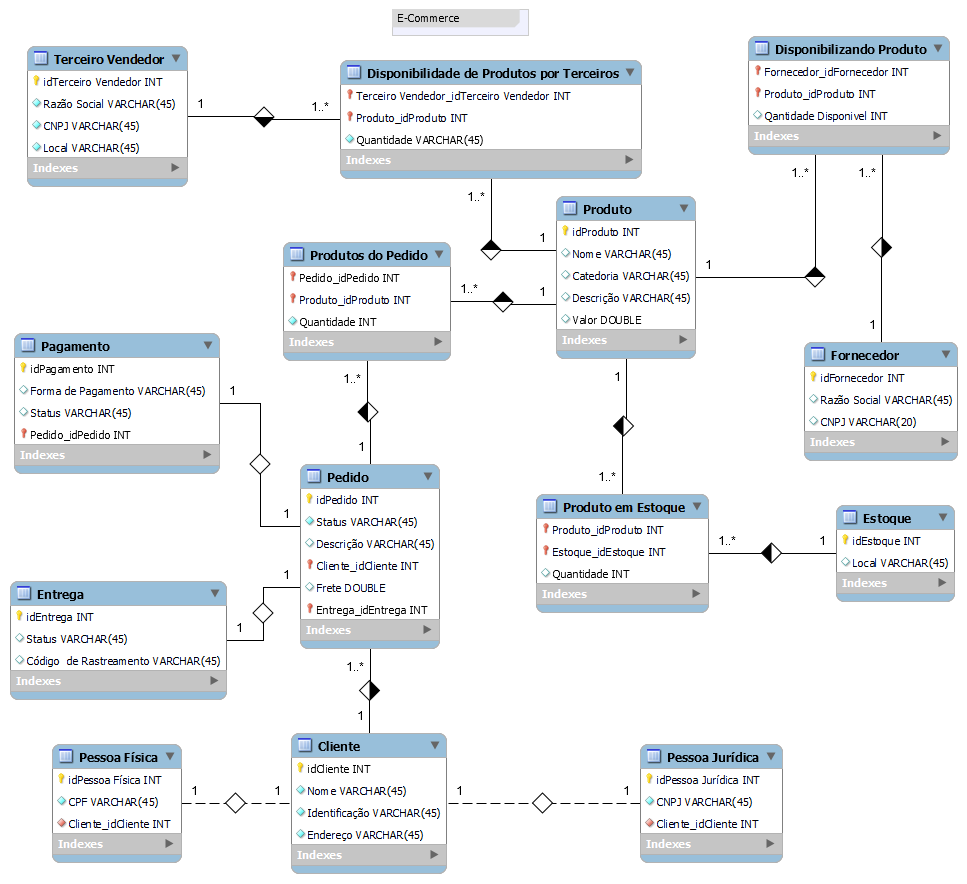 E-Commerce
Terceiro Vendedor
idTerceiro Vendedor INT
Razão Social VARCHAR(45)
CNPJ VARCHAR(45)
Local VARCHAR(45)
Indexes
1
1..*
Disponibilidade de Produtos por Terceiros
Terceiro Vendedor_idTerceiro Vendedor INT
Produto_idProduto INT
Quantidade VARCHAR(45)
Indexes
1..*
1
Disponibilizando Produto
Fornecedor_idFornecedor INT
Produto_idProduto INT
Qantidade Disponivel INT
Indexes
1..*
1..*
1
1
Produto
idProduto INT
Nome VARCHAR(45)
Catedoria VARCHAR(45)
Descrição VARCHAR(45)
Valor DOUBLE
Indexes
Produtos do Pedido
Pedido_idPedido INT
Produto_idProduto INT
Quantidade INT
Indexes
1..*
1
1..*
1
Pagamento
idPagamento INT
Forma de Pagamento VARCHAR(45)
Status VARCHAR(45)
Pedido_idPedido INT
Indexes
1
1
Fornecedor
idFornecedor INT
Razão Social VARCHAR(45)
CNPJ VARCHAR(20)
Indexes
1
1..*
Pedido
idPedido INT
Status VARCHAR(45)
Descrição VARCHAR(45)
Cliente_idCliente INT
Frete DOUBLE
Entrega_idEntrega INT
Indexes
Produto em Estoque
Produto_idProduto INT
Estoque_idEstoque INT
Quantidade INT
Indexes
1..*
1
Estoque
idEstoque INT
Local VARCHAR(45)
Indexes
Entrega
idEntrega INT
Status VARCHAR(45)
Código  de Rastreamento VARCHAR(45)
Indexes
1
1
1..*
1
Pessoa Física
idPessoa Física INT
CPF VARCHAR(45)
Cliente_idCliente INT
Indexes
1
1
Cliente
idCliente INT
Nome VARCHAR(45)
Identificação VARCHAR(45)
Endereço VARCHAR(45)
Indexes
1
1
Pessoa Jurídica
idPessoa Jurídica INT
CNPJ VARCHAR(45)
Cliente_idCliente INT
Indexes